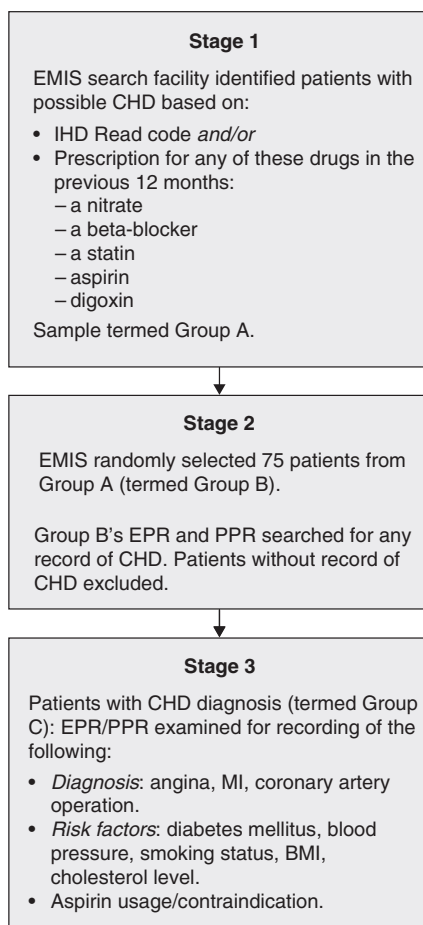 Stage 1
EMIS search facility identified patients with
possible CHD based on:
• IHD Read code and/or
• Prescription for any of these drugs in the
previous 12 months:
– a nitrate
– a beta-blocker
– a statin
– aspirin
– digoxin
Sample termed Group A.
Stage 2
EMIS randomly selected 75 patients from
Group A (termed Group B).
Group B's EPR and PPR searched for any
record of CHD. Patients without record of
CHD excluded.
Stage 3
Patients with CHD diagnosis (termed Group
C): EPR/PPR examined for recording of the
following:
• Diagnosis: angina, MI, coronary artery
operation.
• Risk factors: diabetes mellitus, blood
pressure, smoking status, BMI,
cholesterol level.
• Aspirin usage/contraindication.